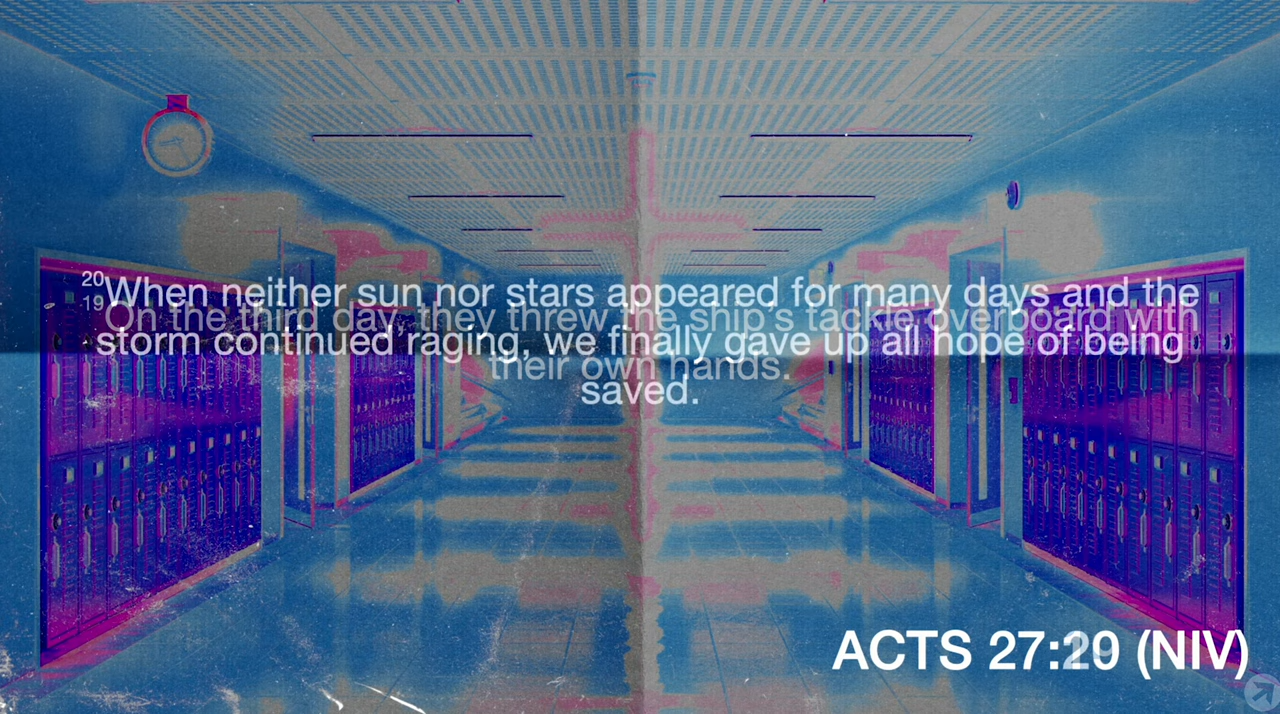 20When neither sun nor stars appeared for many days and the
19 On the third day, they threw the ship's tackle overboard with
storm continued raging, we finally gave up all hope of being
their own hands.
saved.
ACTS 27:20 (NIV)